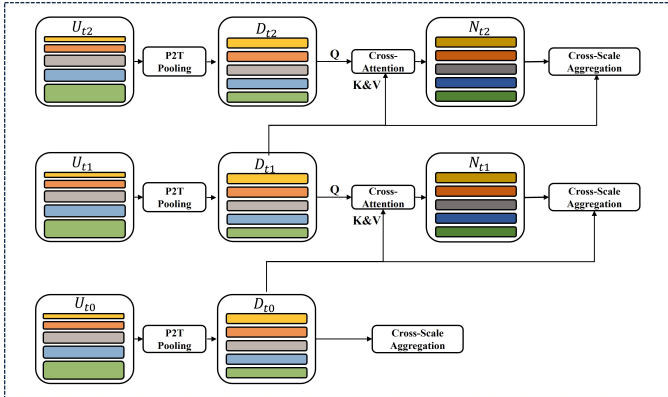 U_{t2}
P2T
Pooling
D_{t2}
Q
Cross-
Attention
K&V
N_{t2}
Cross-Scale
Aggregation
U_{t1}
P2T
Pooling
D_{t1}
Q
Cross-
Attention
K&V
N_{t1}
Cross-Scale
Aggregation
U_{t0}
P2T
Pooling
D_{t0}
Cross-Scale
Aggregation